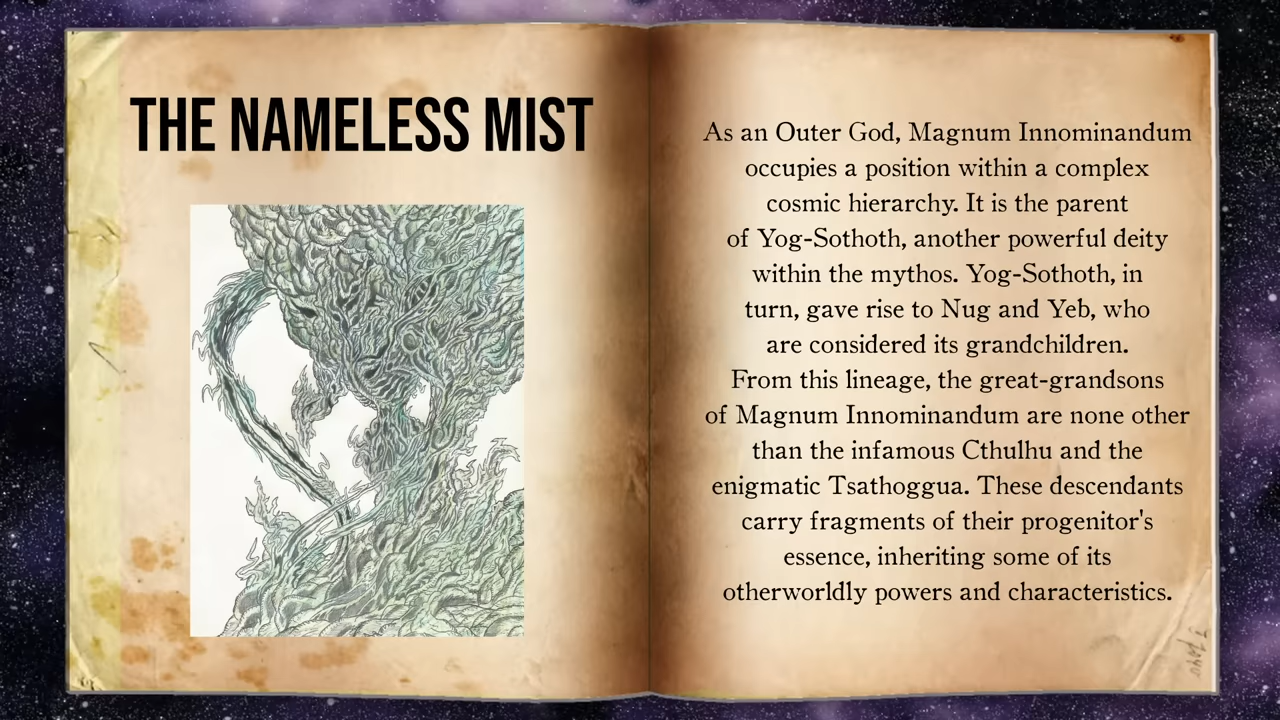 THE NAMELESS MIST
As an Outer God, Magnum Innominandum
occupies a position within a complex
cosmic hierarchy. It is the parent
of Yog-Sothoth, another powerful deity
within the mythos. Yog-Sothoth, in
turn, gave rise to Nug and Yeb, who
are considered its grandchildren.
From this lineage, the great-grandsons
of Magnum Innominandum are none other
than the infamous Cthulhu and the
enigmatic Tsathoggua. These descendants
carry fragments of their progenitor's
essence, inheriting some of its
otherworldly powers and characteristics.